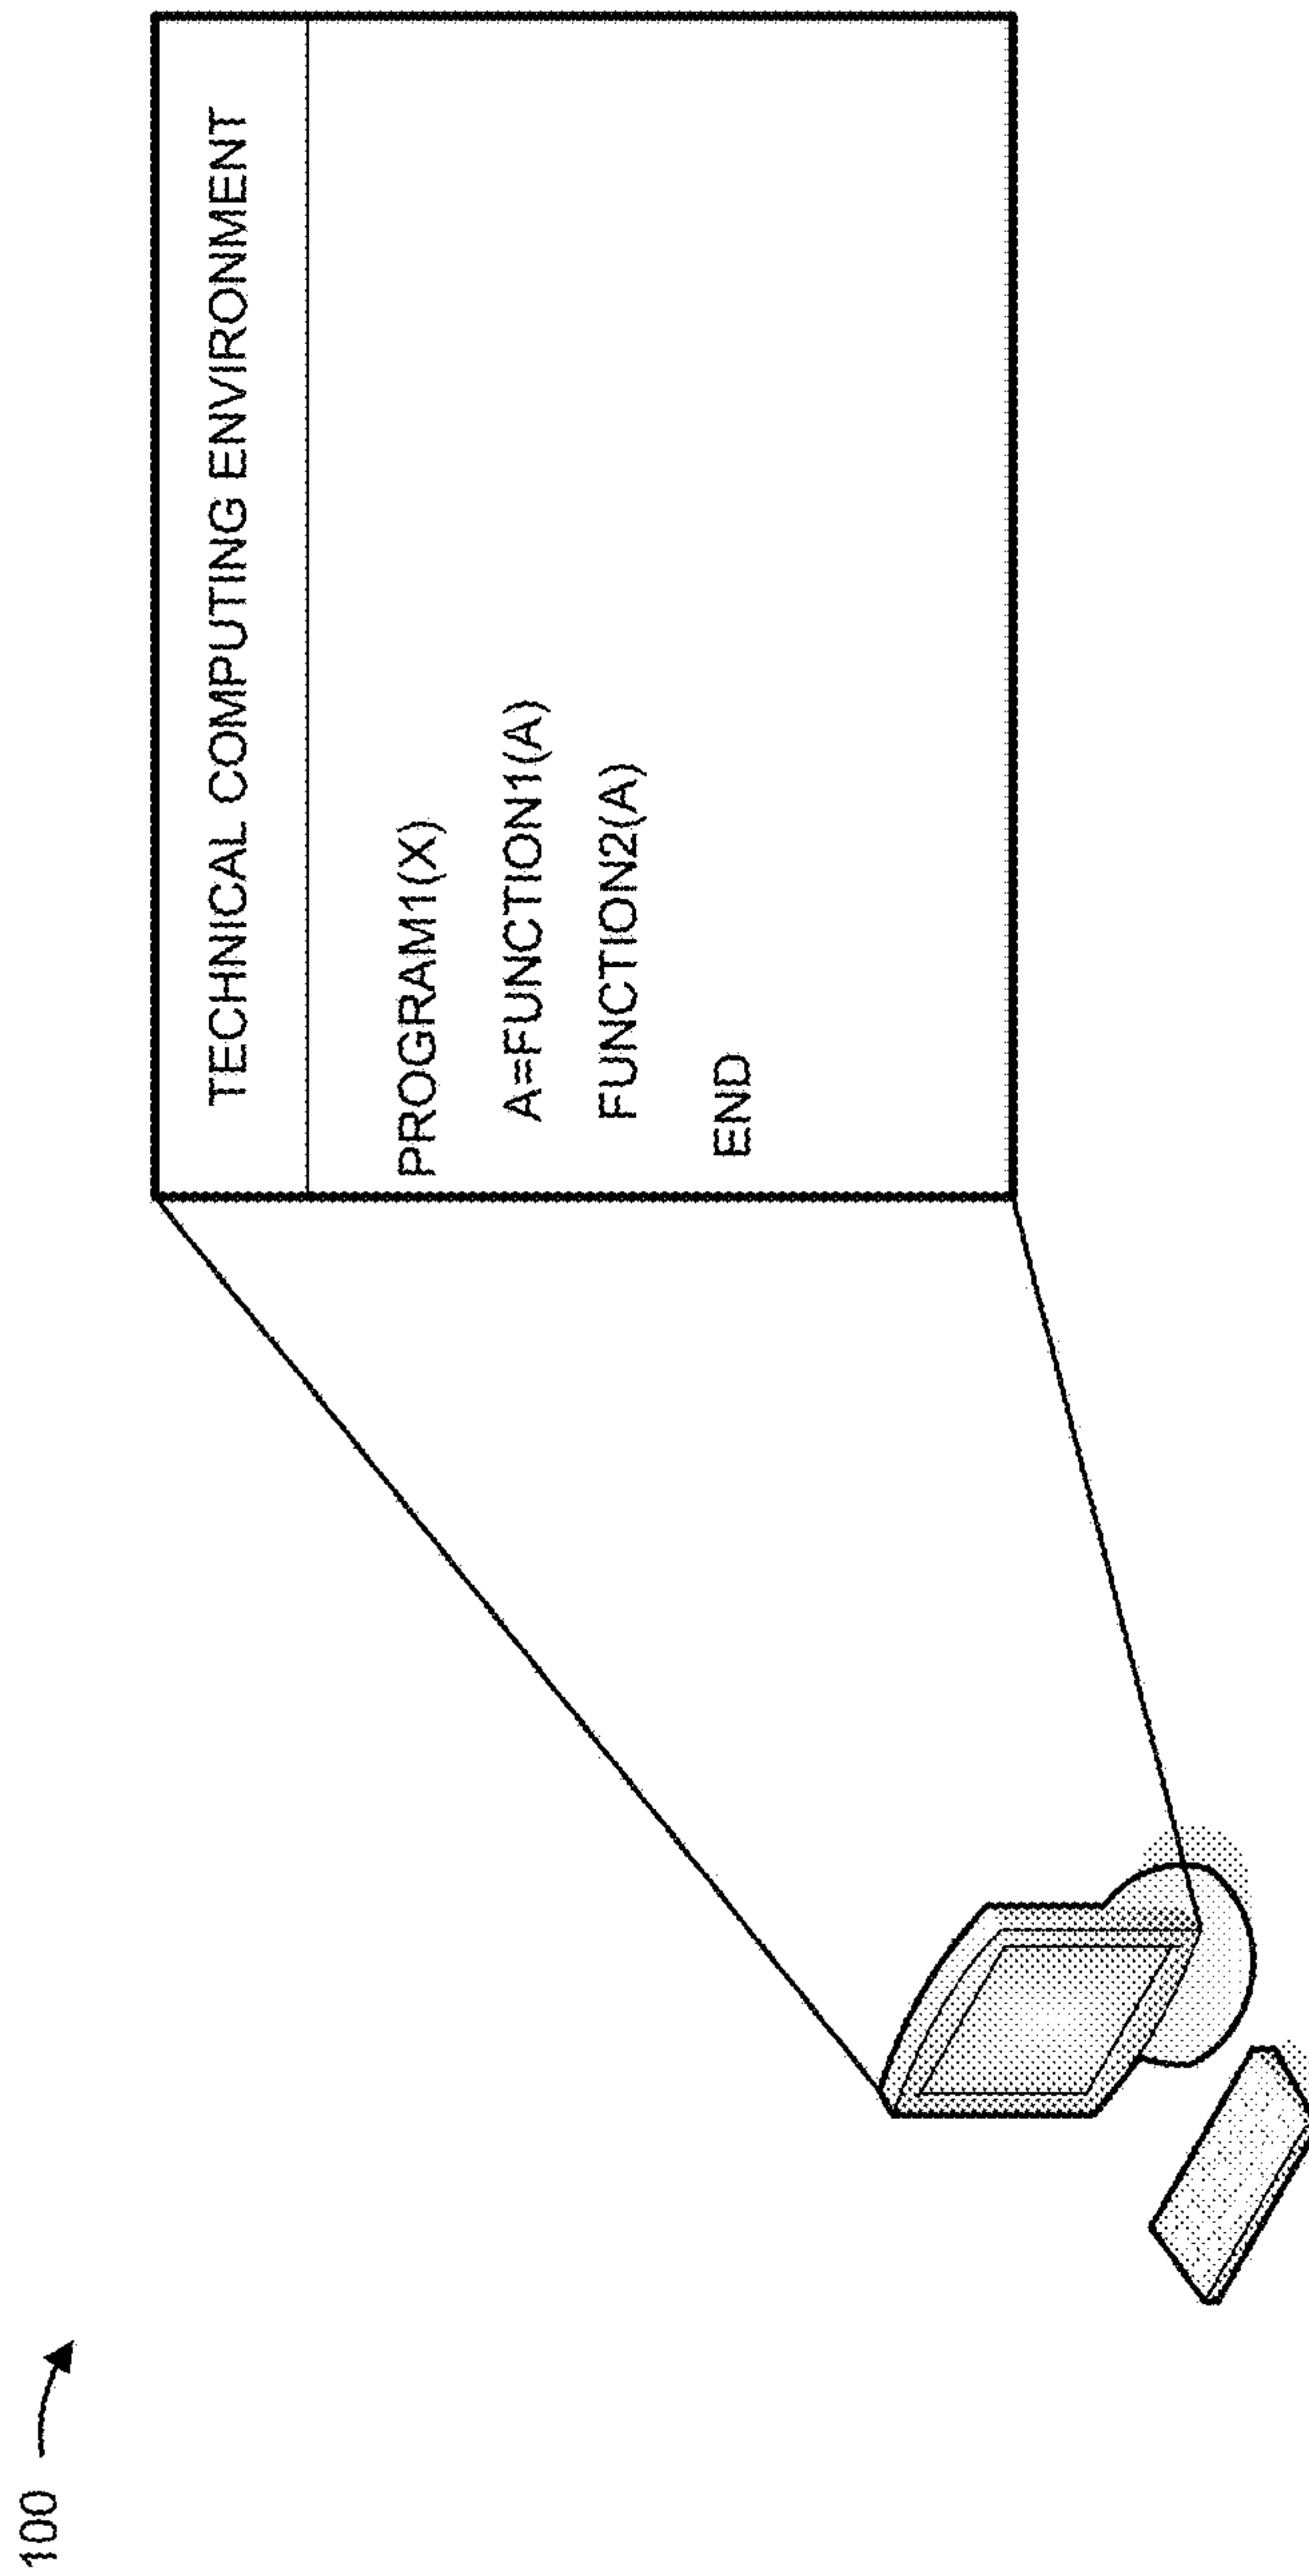 100
TECHNICAL COMPUTING ENVIRONMENT
PROGRAM1(X)
A=FUNCTION1(A)
FUNCTION2(A)
END